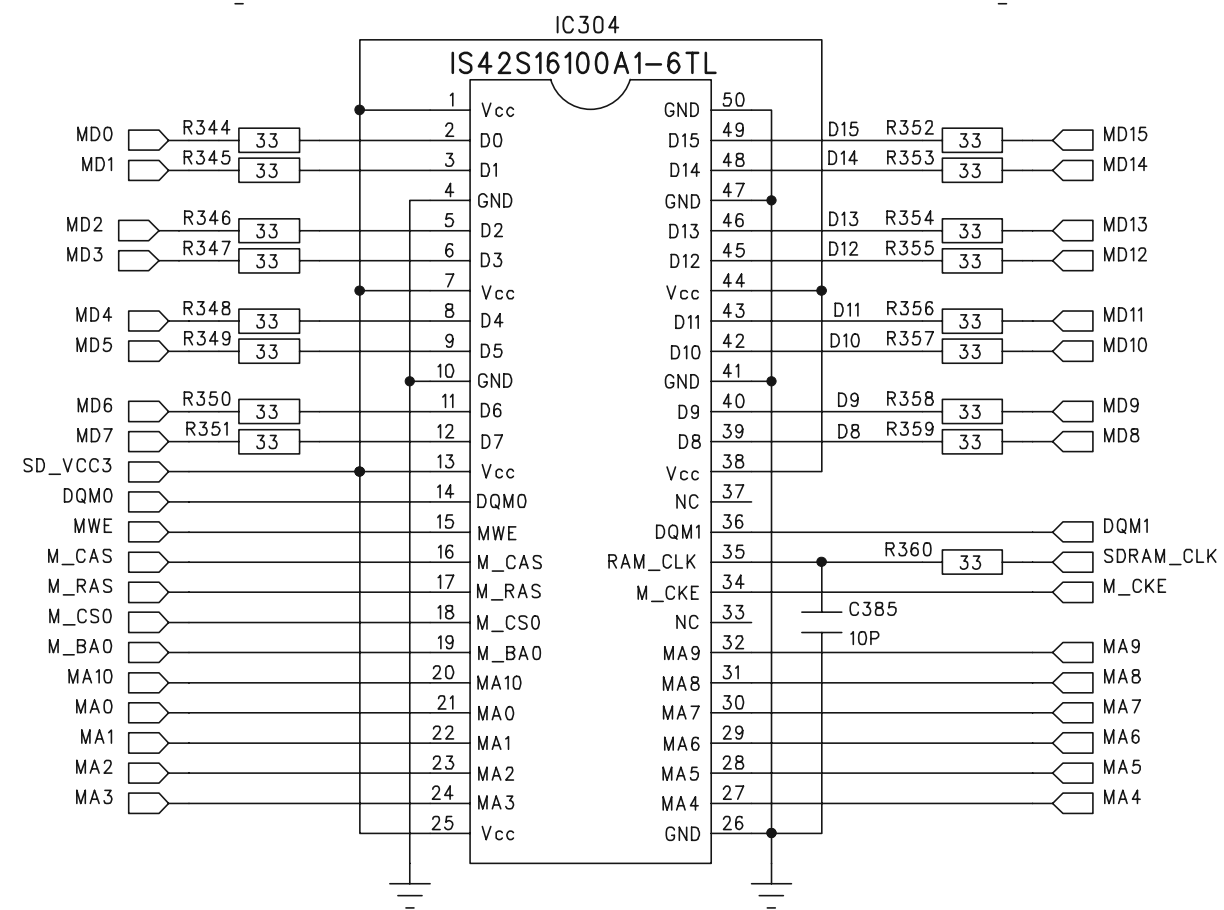 IC304
IS42S16100A1-6TL
1 Vcc GND 50
MD0 R344 33 2 D0 D15 49 D15 R352 33 MD15
MD1 R345 33 3 D1 D14 48 D14 R353 33 MD14
4 GND GND 47
MD2 R346 33 5 D2 D13 46 D13 R354 33 MD13
MD3 R347 33 6 D3 D12 45 D12 R355 33 MD12
7 Vcc Vcc 44
MD4 R348 33 8 D4 D11 43 D11 R356 33 MD11
MD5 R349 33 9 D5 D10 42 D10 R357 33 MD10
10 GND GND 41
MD6 R350 33 11 D6 D9 40 D9 R358 33 MD9
MD7 R351 33 12 D7 D8 39 D8 R359 33 MD8
SD_VCC3 13 Vcc Vcc 38
DQM0 14 DQM0 NC 37
MWE 15 MWE DQM1 36 DQM1
M_CAS 16 M_CAS RAM_CLK 35 R360 33 SDRAM_CLK
M_RAS 17 M_RAS M_CKE 34 M_CKE
M_CS0 18 M_CS0 NC 33 C385
10P
M_BA0 19 M_BA0 MA9 32 MA9
MA10 20 MA10 MA8 31 MA8
MA0 21 MA0 MA7 30 MA7
MA1 22 MA1 MA6 29 MA6
MA2 23 MA2 MA5 28 MA5
MA3 24 MA3 MA4 27 MA4
25 Vcc GND 26